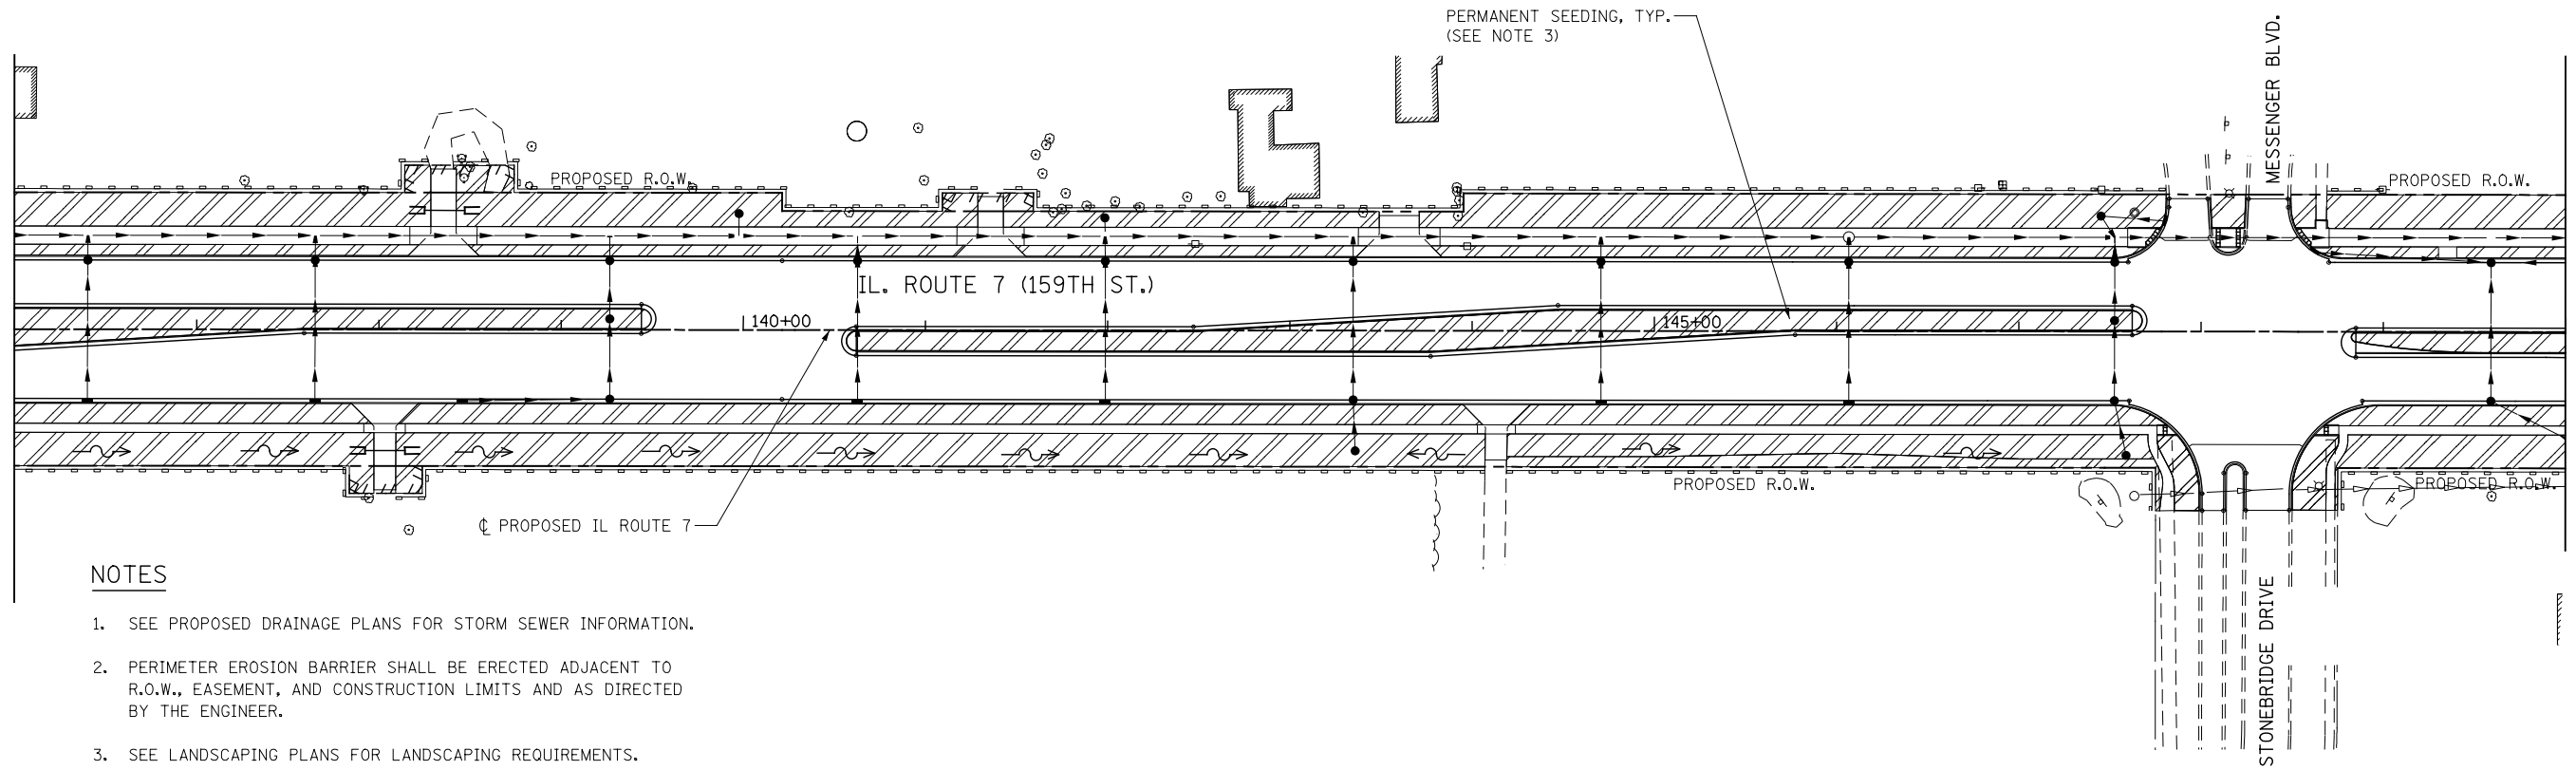 PERMANENT SEEDING, TYP.
(SEE NOTE 3)
MESSENGER BLVD.
PROPOSED R.O.W.
PROPOSED R.O.W.
IL. ROUTE 7 (159TH ST.)
140+00
145+00
PROPOSED R.O.W.
PROPOSED R.O.W.
℄ PROPOSED IL ROUTE 7
STONEBRIDGE DRIVE
NOTES
1. SEE PROPOSED DRAINAGE PLANS FOR STORM SEWER INFORMATION.
2. PERIMETER EROSION BARRIER SHALL BE ERECTED ADJACENT TO
R.O.W., EASEMENT, AND CONSTRUCTION LIMITS AND AS DIRECTED
BY THE ENGINEER.
3. SEE LANDSCAPING PLANS FOR LANDSCAPING REQUIREMENTS.